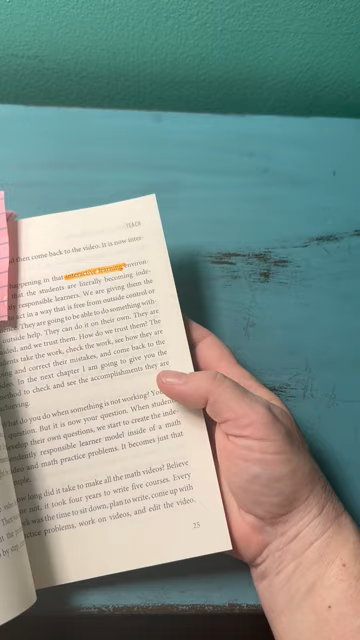 then come back to the video. It is now inter-
happening in that interactive learning environ-
that the students are literally becoming inde-
responsible learners. We are giving them the
act in a way that is free from outside control or
They are going to be able to do something with-
outside help. They can do it on their own. They are
and we trust them. How do we trust them? The
take the work, check the work, see how they are
and correct their mistakes, and come back to the
In the next chapter I am going to give you the
method to check and see the accomplishments they are
What do you do when something is not working?
question. But it is now your question. When students
develop their own questions, we start to create the inde-
responsible learner model inside of a math
video and math practice problems. It becomes just that
long did it take to make all the math videos? Believe
not, it took four years to write five courses. Every
was the time to sit down, plan to write, come up with
practice problems, work on videos, and edit the video.
by step
25